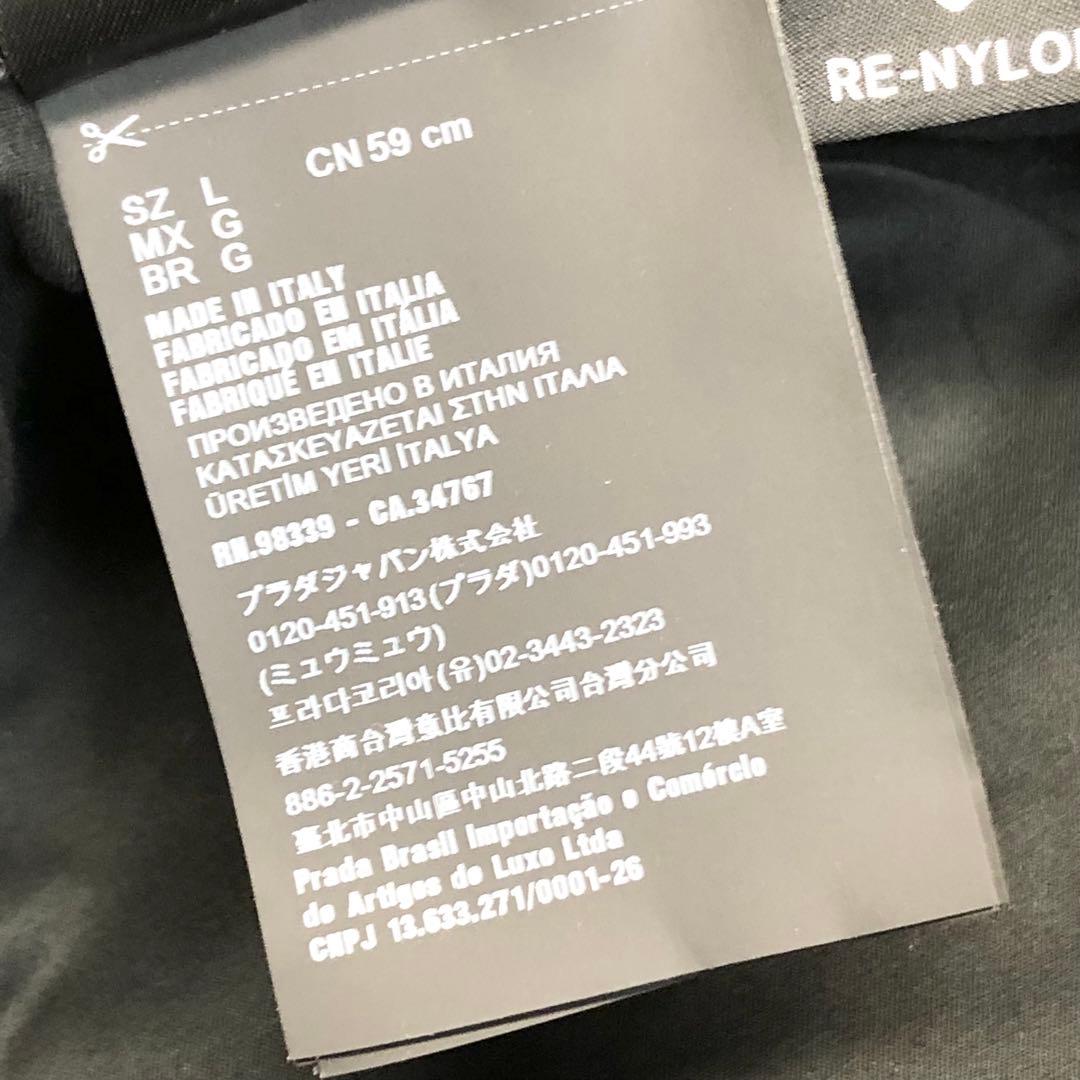 RE-NYLO
CN 59 cm
SZ L
MX G
BR G
MADE IN ITALY
FABRICADO EN ITALIA
FABRICADO EM ITÁLIA
FABRIQUÉ EN ITALIE
ПРОИЗВЕДЕНО В ИТАЛИЯ
ΚΑΤΑΣΚΕΥΑΖΕΤΑΙ ΣΤΗΝ ΙΤΑΛΙΑ
ÜRETİM YERİ İTALYA
RN.98339 - CA.34767
プラダジャパン株式会社
0120-451-913(プラダ)0120-451-993
(ミュウミュウ)
프라다코리아(유)02-3443-2323
香港商台灣堡比有限公司台灣分公司
886-2-2571-5255
臺北市中山區中山北路二段44號12樓A室
Prada Brasil Importação e Comércio
de Artigos de Luxo Ltda
CNPJ 13.633.271/0001-26